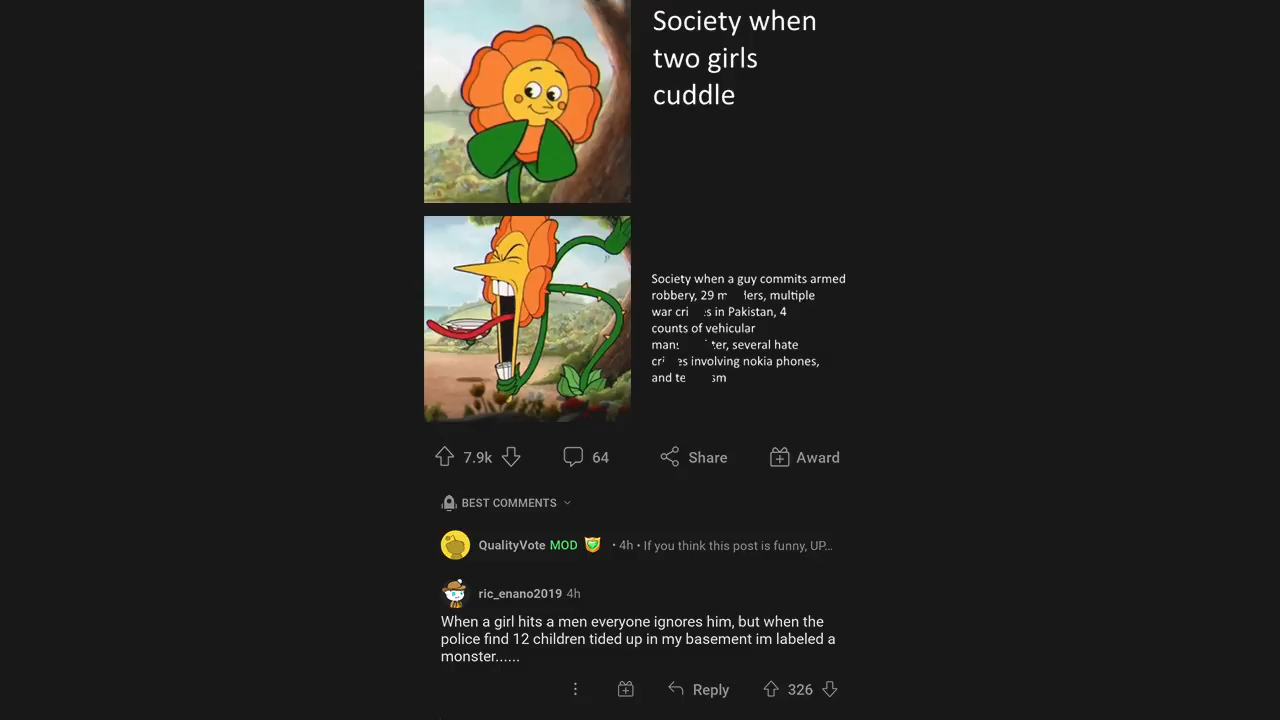 Society when
two girls
cuddle
Society when a guy commits armed
robbery, 29 m ders, multiple
war cri es in Pakistan, 4
counts of vehicular
mans ter, several hate
cri es involving nokia phones,
and te sm
7.9k
64
Share
Award
BEST COMMENTS
QualityVote MOD • 4h • If you think this post is funny, UP...
ric_enano2019 4h
When a girl hits a men everyone ignores him, but when the
police find 12 children tided up in my basement im labeled a
monster......
Reply
326